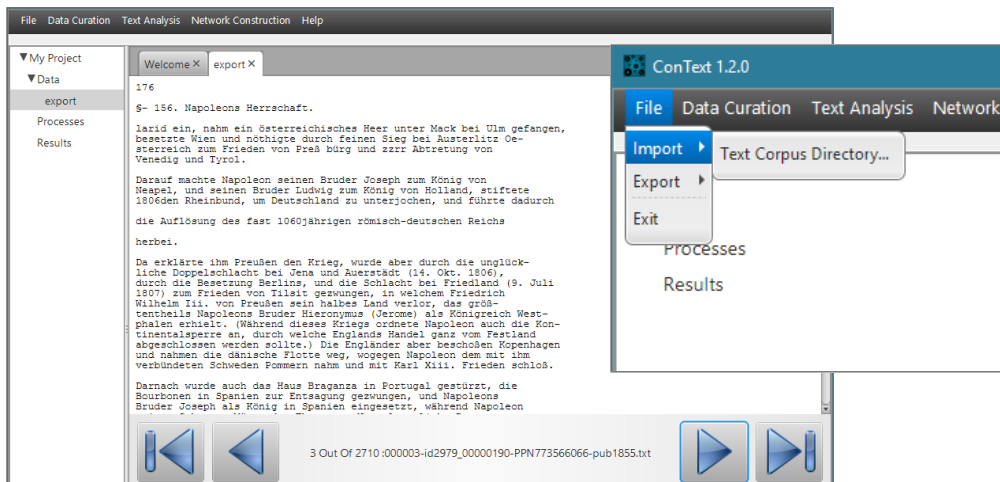 File Data Curation Text Analysis Network Construction Help
My Project
Data
export
Processes
Results
Welcome × export ×
176
§- 156. Napoleons Herrschaft.
larid ein, nahm ein österreichisches Heer unter Mack bei Ulm gefangen,
besetzte Wien und nöthigte durch feinen Sieg bei Austerlitz Oe-
sterreich zum Frieden von Preß bürg und zzrr Abtretung von
Venedig und Tyrol.
Darauf machte Napoleon seinen Bruder Joseph zum König von
Neapel, und seinen Bruder Ludwig zum König von Holland, stiftete
1806den Rheinbund, um Deutschland zu unterjochen, und führte dadurch
die Auflösung des fast 1060jährigen römisch-deutschen Reichs
herbei.
Da erklärte ihm Preußen den Krieg, wurde aber durch die unglück-
liche Doppelschlacht bei Jena und Auerstädt (14. Okt. 1806),
durch die Besetzung Berlins, und die Schlacht bei Friedland (9. Juli
1807) zum Frieden von Tilsit gezwungen, in welchem Friedrich
Wilhelm Iii. von Preußen sein halbes Land verlor, das größ-
tentheils Napoleons Bruder Hieronymus (Jerome) als Königreich West-
phalen erhielt. (Während dieses Kriegs ordnete Napoleon auch die Kon-
tinentalsperre an, durch welche Englands Handel ganz vom Festland
abgeschlossen werden sollte.) Die Engländer aber beschoßen Kopenhagen
und nahmen die dänische Flotte weg, wogegen Napoleon dem mit ihm
verbündeten Schweden Pommern nahm und mit Karl Xiii. Frieden schloß.
Darnach wurde auch das Haus Braganza in Portugal gestürzt, die
Bourbonen in Spanien zur Entsagung gezwungen, und Napoleons
Bruder Joseph als König in Spanien eingesetzt, während Napoleon
3 Out Of 2710 :000003-id2979_00000190-PPN773566066-pub1855.txt
ConText 1.2.0
File Data Curation Text Analysis Network
Import Text Corpus Directory...
Export
Exit
Processes
Results